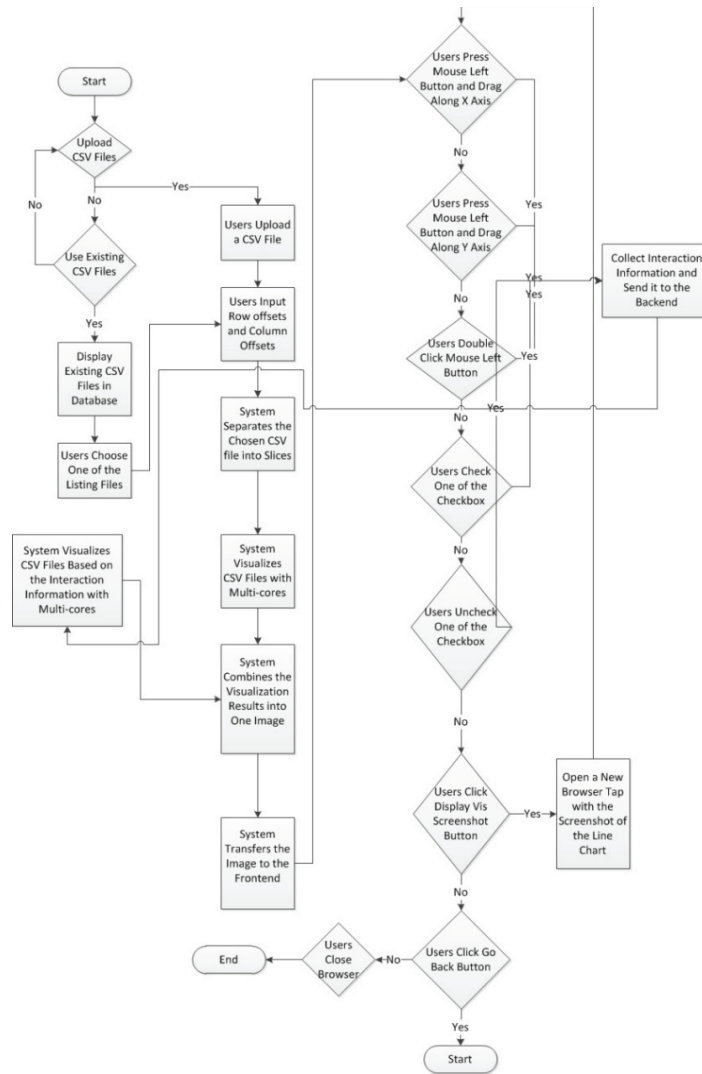 Start
Upload
CSV Files
Yes
No
No
Use Existing
CSV Files
Yes
Display
Existing CSV
Files in
Database
Users Choose
One of the
Listing Files
Users Upload
a CSV File
Users Input
Row offsets
and Column
Offsets
System
Separates the
Chosen CSV
file into Slices
System
Visualizes
CSV Files with
Multi-cores
System Visualizes
CSV Files Based on
the Interaction
Information with
Multi-cores
System
Combines the
Visualization
Results into
One Image
System
Transfers the
Image to the
Frontend
Users Press
Mouse Left
Button and Drag
Along X Axis
No
Yes
Users Press
Mouse Left
Button and Drag
Along Y Axis
No
Yes
Yes
Collect Interaction
Information and
Send it to the
Backend
Users Double
Click Mouse Left
Button
Yes
No
Yes
Users Check
One of the
Checkbox
No
Users Uncheck
One of the
Checkbox
No
Users Click
Display Vis
Screenshot
Button
Yes
Open a New
Browser Tap
with the
Screenshot of
the Line
Chart
No
Users Click Go
Back Button
No
Users
Close
Browser
End
Yes
Start